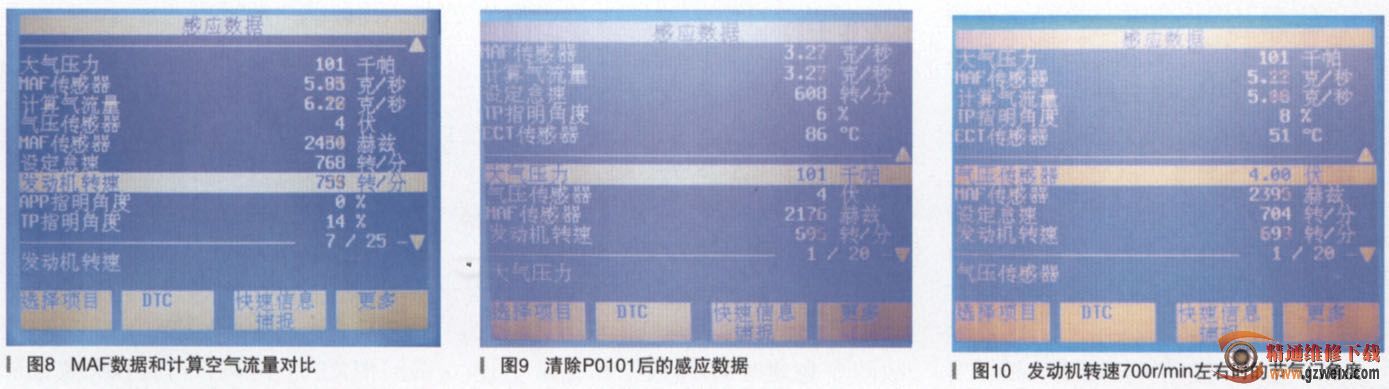 感应数据
大气压力 101 千帕
MAF传感器 5.93 克/秒
计算气流量 6.20 克/秒
气压传感器 4 伏
MAF传感器 2430 赫兹
设定怠速 768 转/分
发动机转速 753 转/分
APP指明角度 0 %
TP指明角度 14 %
7 / 25
发动机转速
选择项目 DTC 快速信息捕捉 更多
图8 MAF数据和计算空气流量对比
感应数据
MAF传感器 3.27 克/秒
计算气流量 3.27 克/秒
设定怠速 608 转/分
TP指明角度 6 %
ECT传感器 86 °C
大气压力 101 千帕
气压传感器 4 伏
MAF传感器 2176 赫兹
发动机转速 转/分
1 / 20
大气压力
选择项目 DTC 快速信息捕捉 更多
图9 清除P0101后的感应数据
感应数据
大气压力 101 千帕
MAF传感器 5.22 克/秒
计算气流量 克/秒
TP指明角度 8 %
ECT传感器 51 °C
气压传感器 4.00 伏
MAF传感器 2395 赫兹
设定怠速 704 转/分
发动机转速 693 转/分
1 / 20
气压传感器
选择项目 DTC 快速信息捕捉 更多
图10 发动机转速700r/min左右时的节气门
精通维修下载
www.gzweix.com